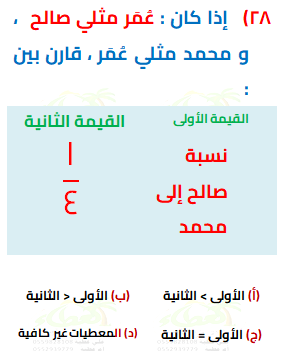 ٢٨) إذا كان : عُمَر مثلي صالح ،
و محمد مثلي عُمَر ، قارن بين
:
القيمة الأولى القيمة الثانية
نسبة
صالح إلى
محمد
١
٤
(أ) الأولى > الثانية (ب) الأولى < الثانية
(ج) الأولى = الثانية (د) المعطيات غير كافية